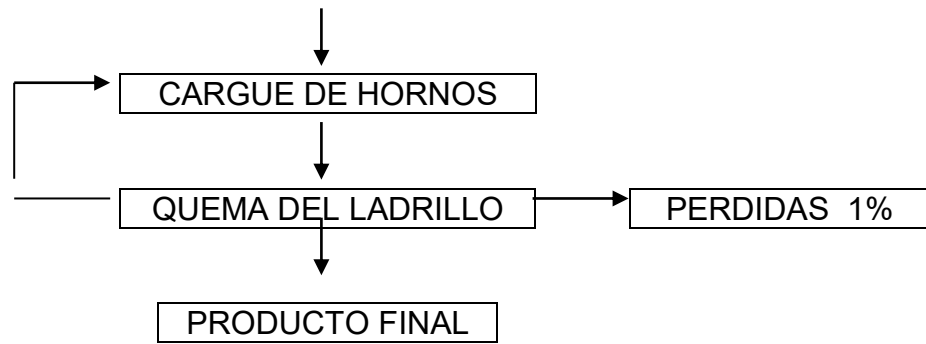 CARGUE DE HORNOS
QUEMA DEL LADRILLO
PERDIDAS 1%
PRODUCTO FINAL